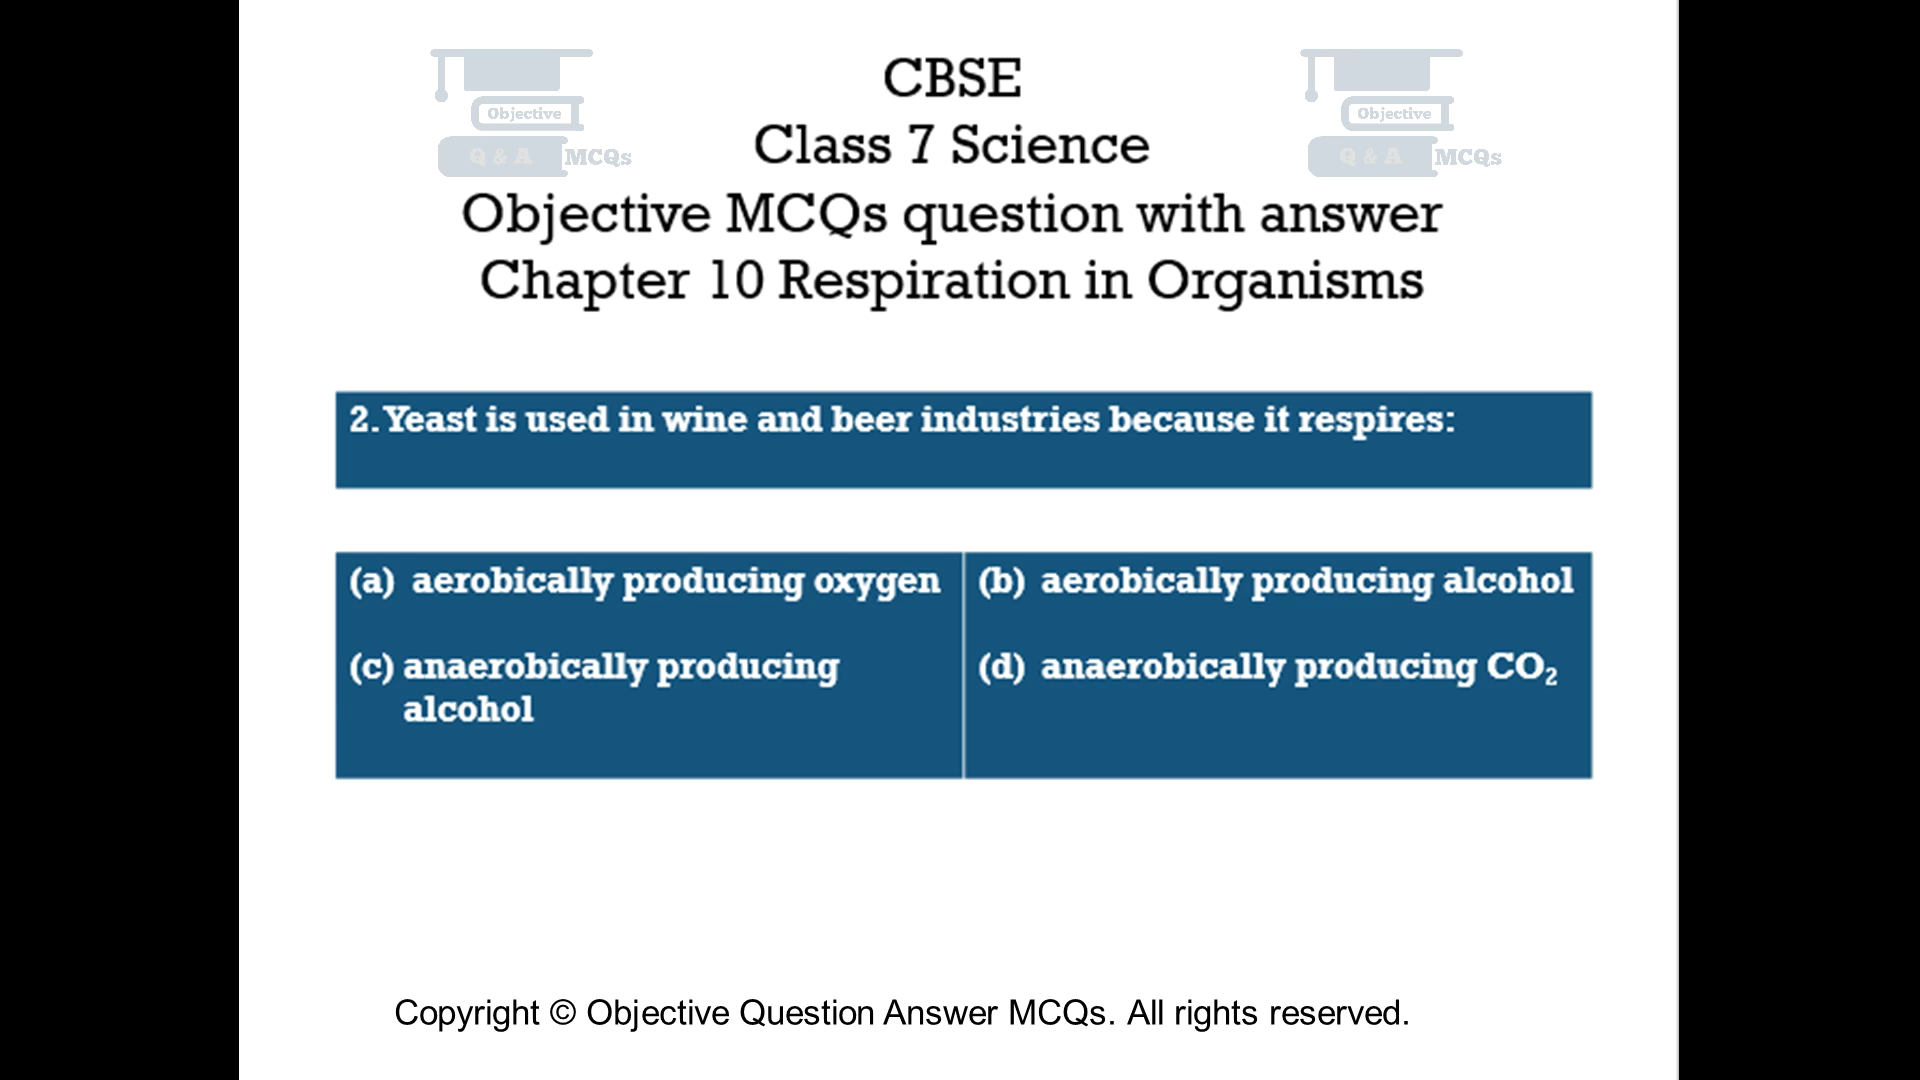 Objective
Q & A MCQs
Objective
Q & A MCQs
CBSE
Class 7 Science
Objective MCQs question with answer
Chapter 10 Respiration in Organisms
2. Yeast is used in wine and beer industries because it respires:
(a) aerobically producing oxygen
(b) aerobically producing alcohol
(c) anaerobically producing
alcohol
(d) anaerobically producing CO₂
Copyright © Objective Question Answer MCQs. All rights reserved.